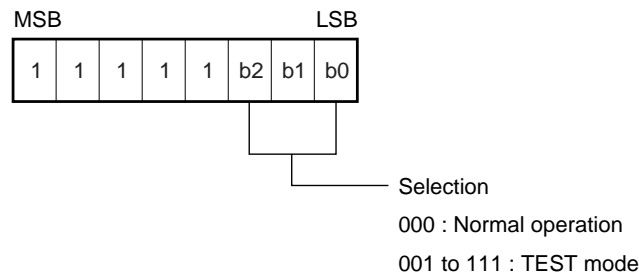 MSB LSB
1 1 1 1 1 b2 b1 b0
Selection
000 : Normal operation
001 to 111 : TEST mode